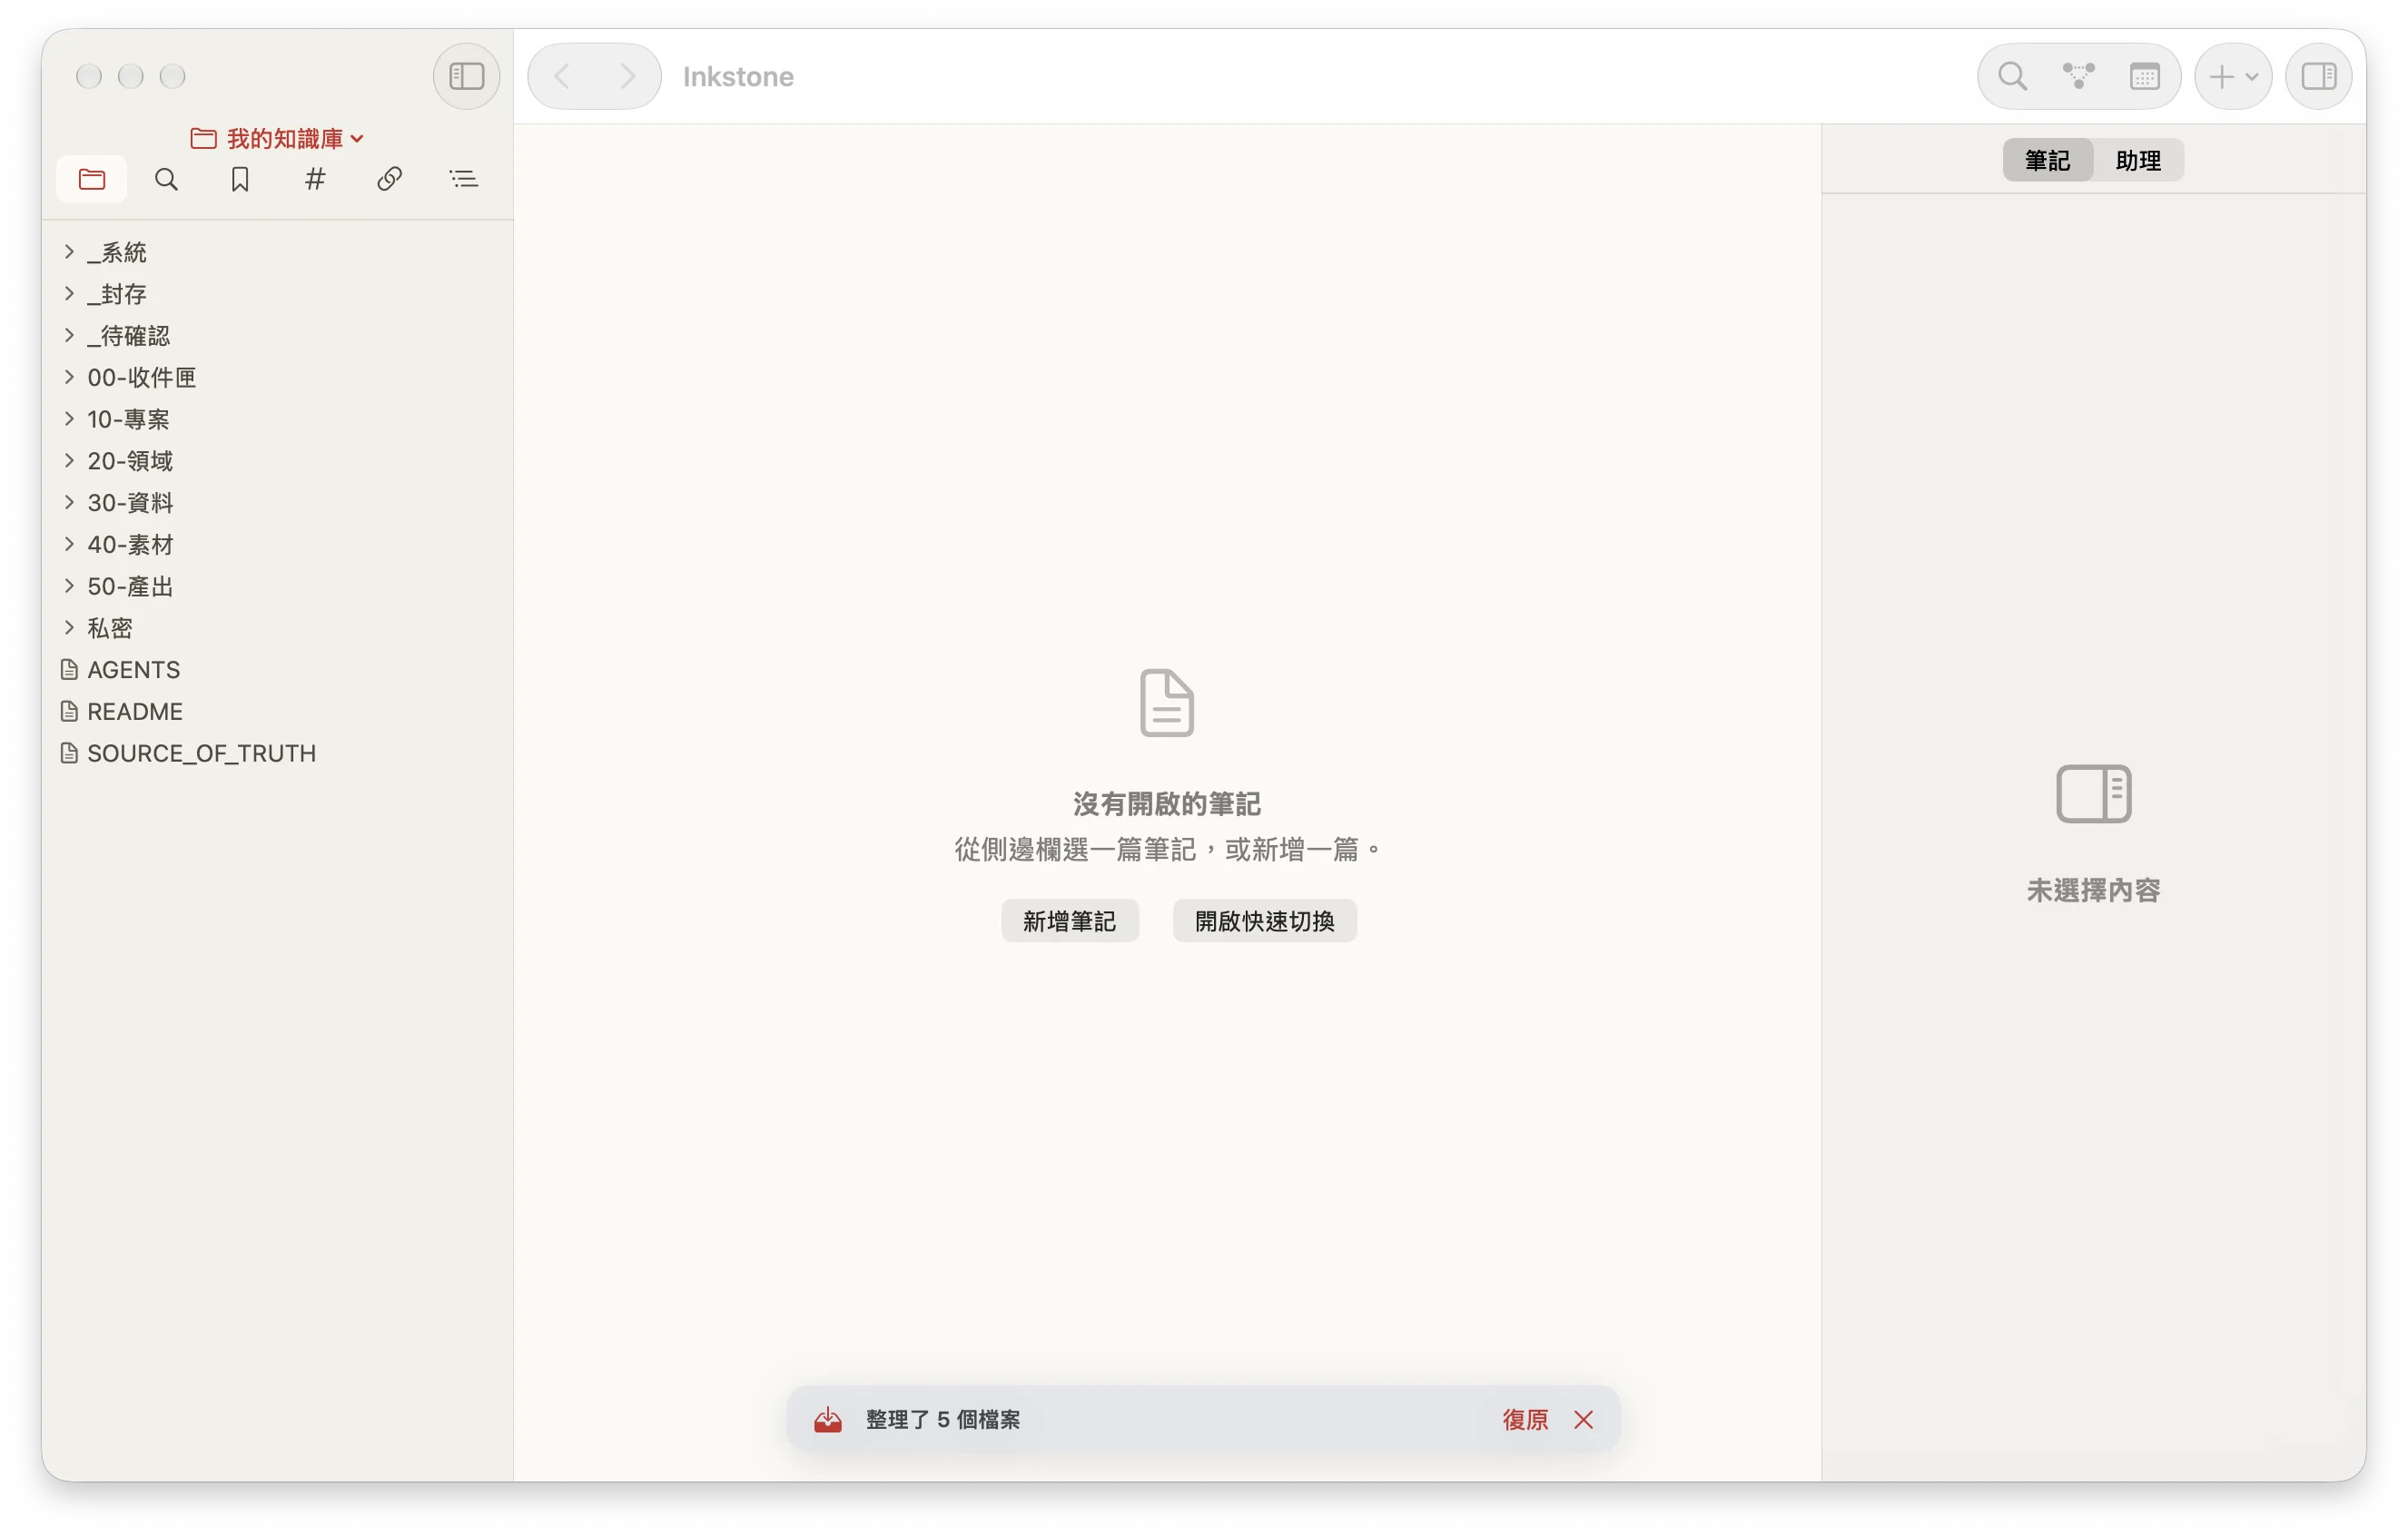 Inkstone
我的知識庫
筆記
助理
_系統
_封存
_待確認
00-收件匣
10-專案
20-領域
30-資料
40-素材
50-產出
私密
AGENTS
README
SOURCE_OF_TRUTH
沒有開啟的筆記
從側邊欄選一篇筆記，或新增一篇。
新增筆記
開啟快速切換
未選擇內容
整理了 5 個檔案
復原